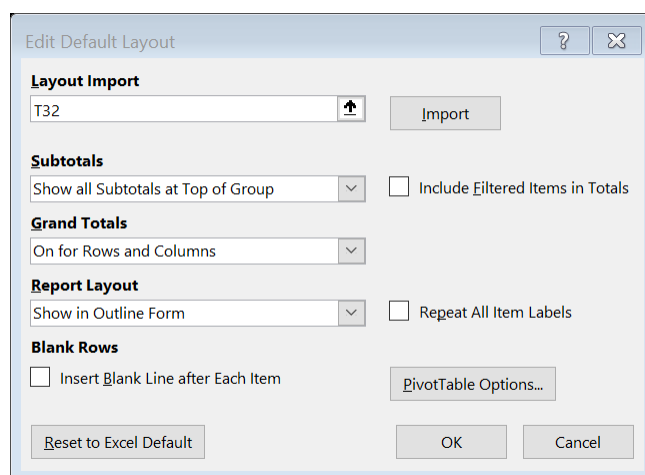 Edit Default Layout
Layout Import
T32
Import
Subtotals
Show all Subtotals at Top of Group
Include Filtered Items in Totals
Grand Totals
On for Rows and Columns
Report Layout
Show in Outline Form
Repeat All Item Labels
Blank Rows
Insert Blank Line after Each Item
PivotTable Options...
Reset to Excel Default
OK
Cancel